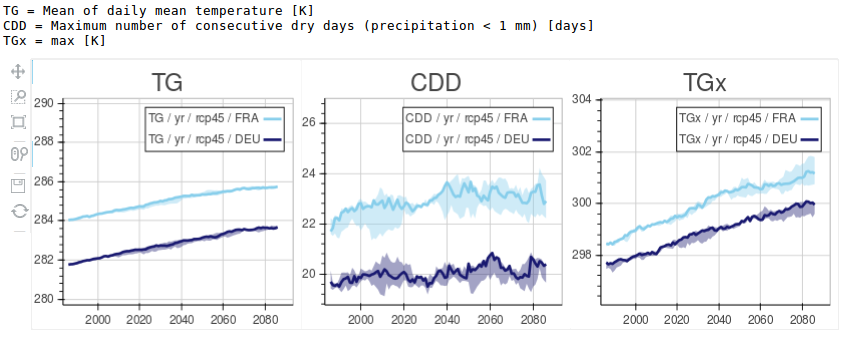 TG = Mean of daily mean temperature [K]
CDD = Maximum number of consecutive dry days (precipitation < 1 mm) [days]
TGx = max [K]
TG
290
288
286
284
282
280
TG / yr / rcp45 / FRA
TG / yr / rcp45 / DEU
2000 2020 2040 2060 2080
CDD
26
24
22
20
CDD / yr / rcp45 / FRA
CDD / yr / rcp45 / DEU
2000 2020 2040 2060 2080
TGx
304
302
300
298
TGx / yr / rcp45 / FRA
TGx / yr / rcp45 / DEU
2000 2020 2040 2060 2080